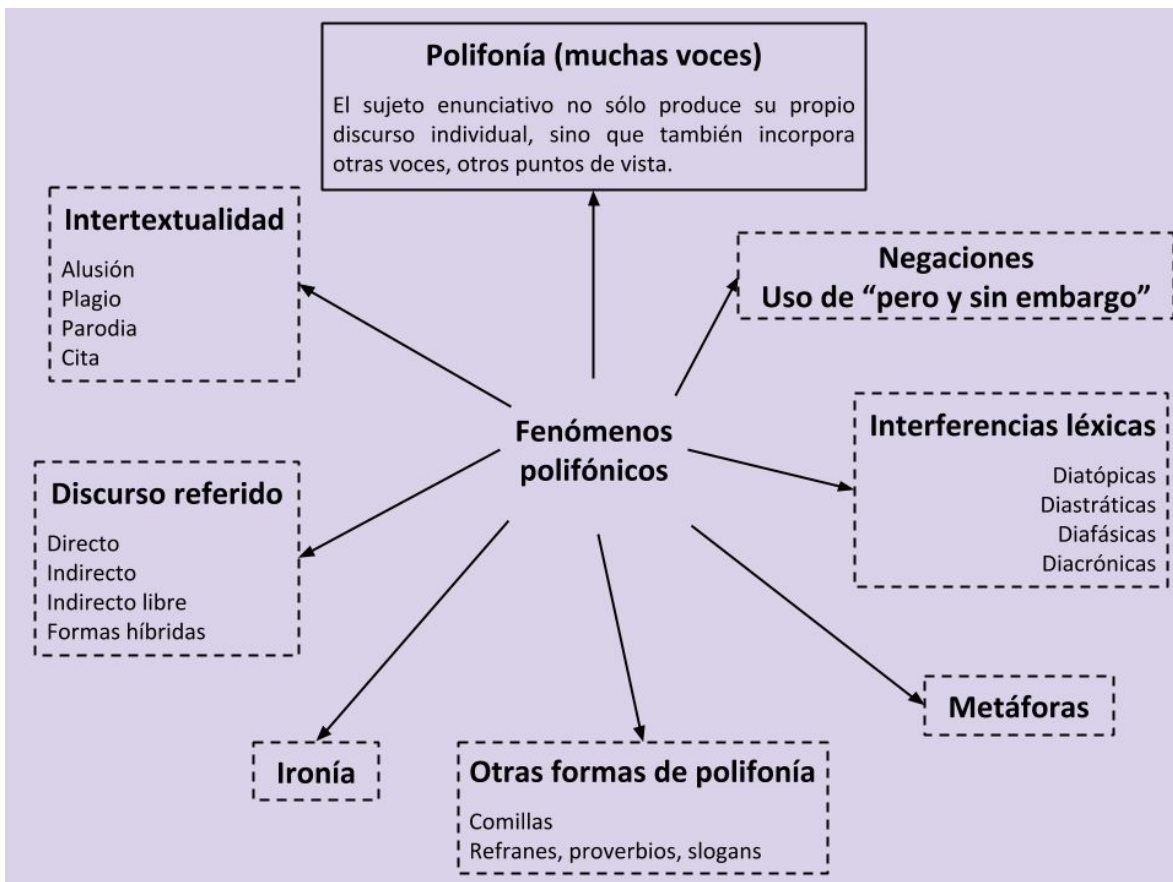 Polifonía (muchas voces)
El sujeto enunciativo no sólo produce su propio
discurso individual, sino que también incorpora
otras voces, otros puntos de vista.
Intertextualidad
Alusión
Plagio
Parodia
Cita
Negaciones
Uso de “pero y sin embargo”
Fenómenos
polifónicos
Interferencias léxicas
Diatópicas
Diastráticas
Diafásicas
Diacrónicas
Discurso referido
Directo
Indirecto
Indirecto libre
Formas híbridas
Metáforas
Ironía
Otras formas de polifonía
Comillas
Refranes, proverbios, slogans